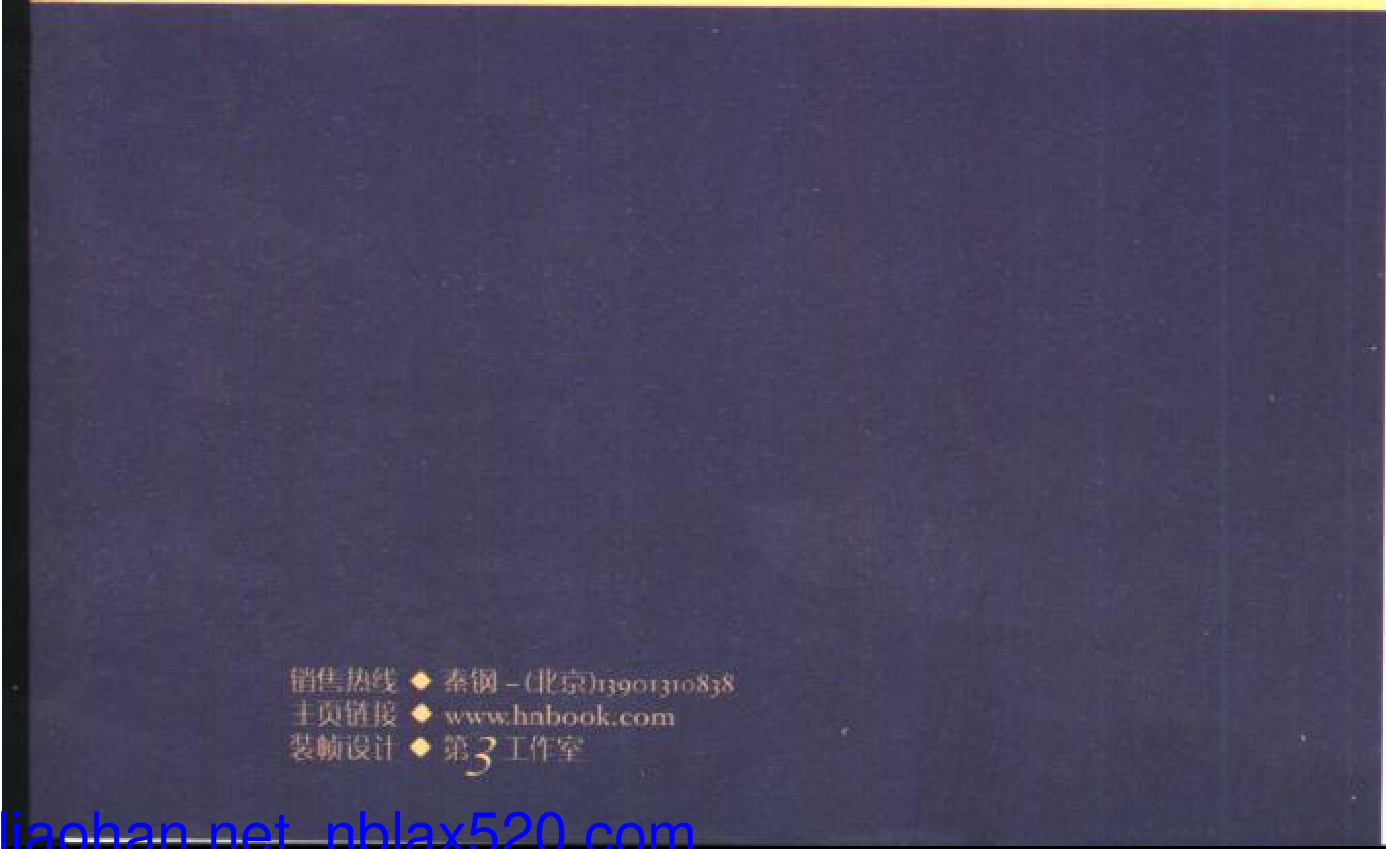 销售热线 ◆ 秦钢–(北京)13901310838
主页链接 ◆ www.hnbook.com
装帧设计 ◆ 第3工作室
liaohan.net nblax520.com